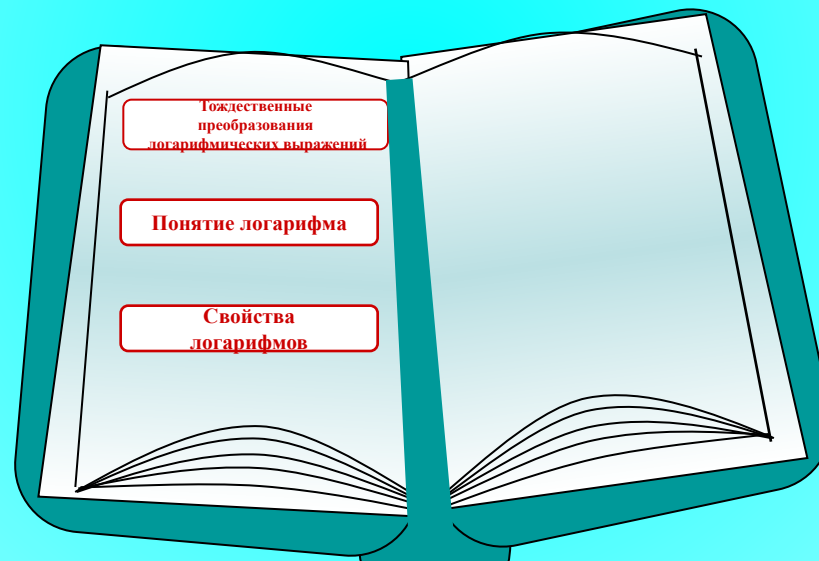 Тождественные
преобразования
логарифмических выражений
Понятие логарифма
Свойства
логарифмов